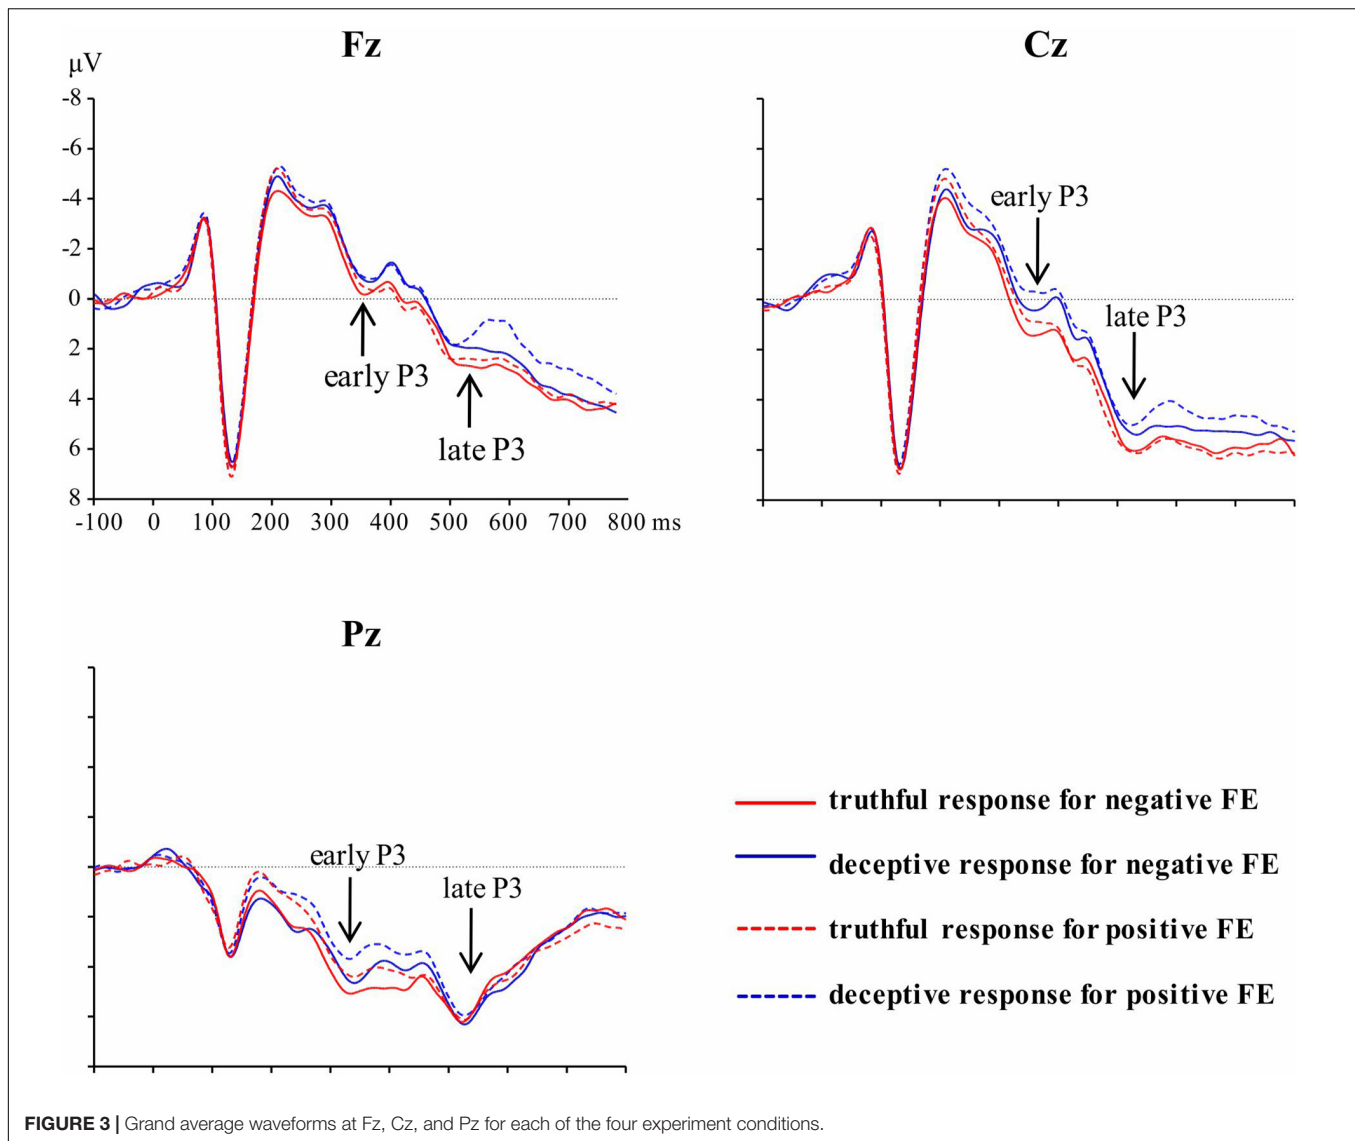 Fz
Cz
μV
-8
-6
-4
-2
0
2
4
6
8
-100 0 100 200 300 400 500 600 700 800 ms
early P3
late P3
early P3
late P3
Pz
early P3
late P3
truthful response for negative FE
deceptive response for negative FE
truthful response for positive FE
deceptive response for positive FE
FIGURE 3 | Grand average waveforms at Fz, Cz, and Pz for each of the four experiment conditions.